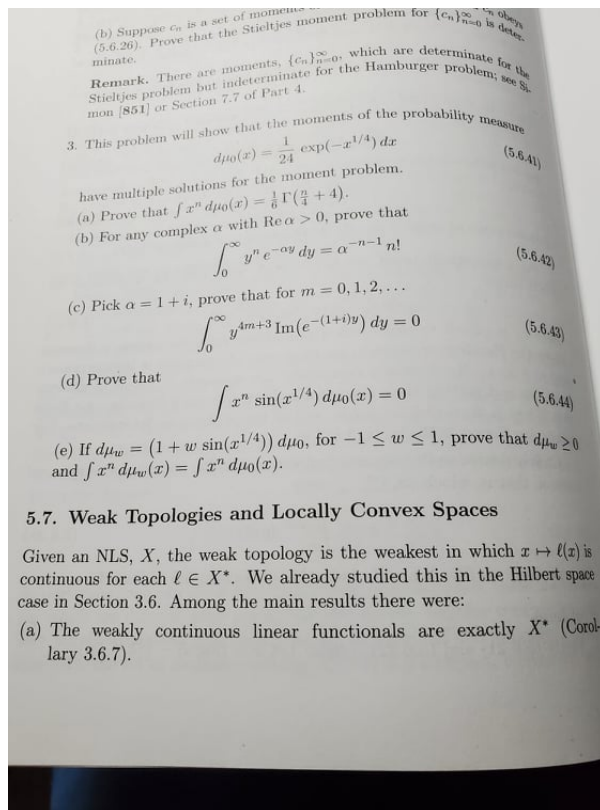 (b) Suppose cₙ is a set of moments obeys
(5.6.26). Prove that the Stieltjes moment problem for {cₙ}∞ₙ₌₀ is deter-
minate.
Remark. There are moments, {cₙ}∞ₙ₌₀, which are determinate for the
Stieltjes problem but indeterminate for the Hamburger problem; see Si-
mon [851] or Section 7.7 of Part 4.
3. This problem will show that the moments of the probability measure
dμ₀(x) = 1/24 exp(−x^{1/4}) dx (5.6.41)
have multiple solutions for the moment problem.
(a) Prove that ∫ xⁿ dμ₀(x) = 1/6 Γ(n/4 + 4).
(b) For any complex α with Re α > 0, prove that
∫₀^∞ yⁿ e^{−αy} dy = α^{−n−1} n! (5.6.42)
(c) Pick α = 1 + i, prove that for m = 0, 1, 2, . . .
∫₀^∞ y^{4m+3} Im(e^{−(1+i)y}) dy = 0 (5.6.43)
(d) Prove that
∫ xⁿ sin(x^{1/4}) dμ₀(x) = 0 (5.6.44)
(e) If dμ_w = (1 + w sin(x^{1/4})) dμ₀, for −1 ≤ w ≤ 1, prove that dμ_w ≥ 0
and ∫ xⁿ dμ_w(x) = ∫ xⁿ dμ₀(x).
5.7. Weak Topologies and Locally Convex Spaces
Given an NLS, X, the weak topology is the weakest in which x ↦ ℓ(x) is
continuous for each ℓ ∈ X*. We already studied this in the Hilbert space
case in Section 3.6. Among the main results there were:
(a) The weakly continuous linear functionals are exactly X* (Corol-
lary 3.6.7).